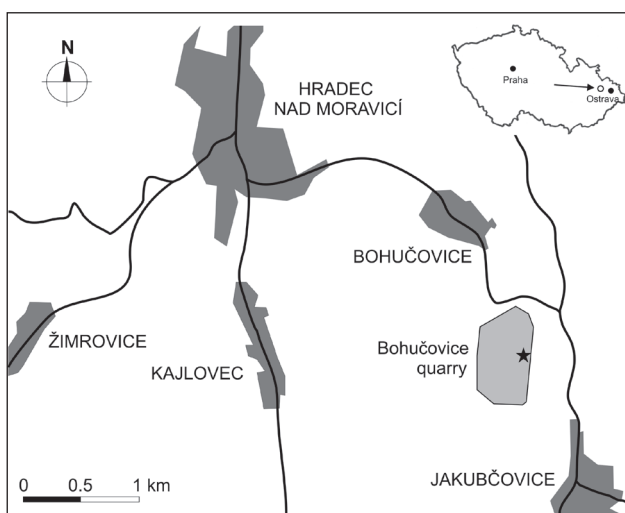 N
HRADEC
NAD MORAVICÍ
Praha
Ostrava
BOHUČOVICE
ŽIMROVICE
KAJLOVEC
Bohučovice
quarry
JAKUBČOVICE
0 0.5 1 km